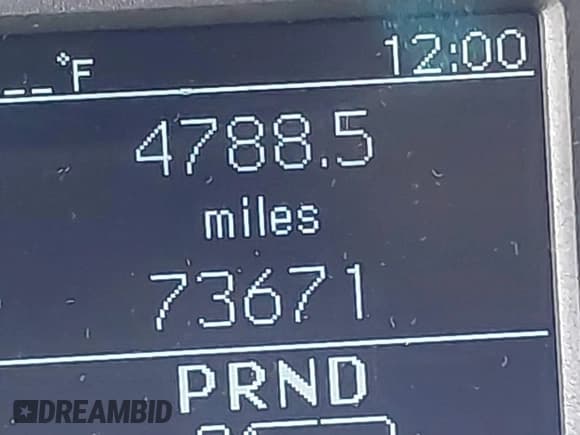 --°F 12:00
4788.5
miles
73671
PRND
DREAMBID